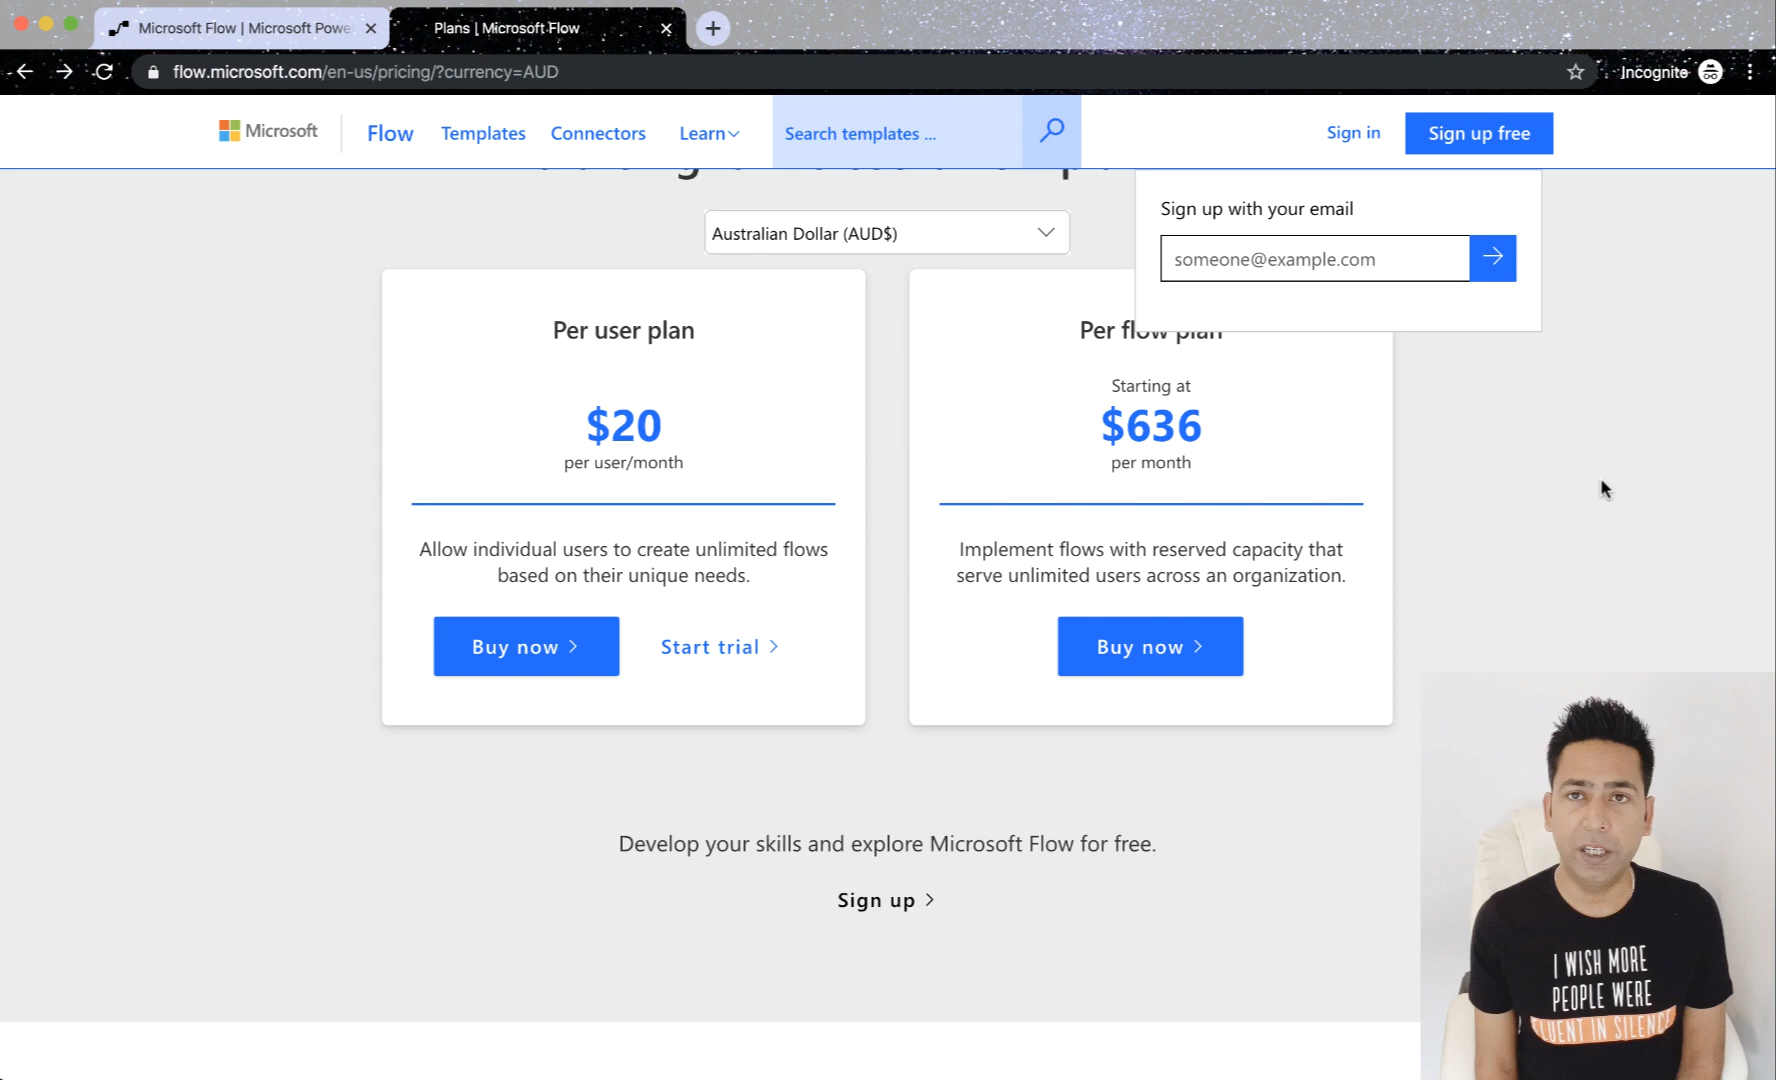 Microsoft Flow | Microsoft Powe
Plans | Microsoft Flow
flow.microsoft.com/en-us/pricing/?currency=AUD
Incognito
Microsoft
Flow
Templates
Connectors
Learn
Search templates ...
Sign in
Sign up free
Sign up with your email
someone@example.com
Australian Dollar (AUD$)
Per user plan
$20
per user/month
Allow individual users to create unlimited flows
based on their unique needs.
Buy now
Start trial
Per flow plan
Starting at
$636
per month
Implement flows with reserved capacity that
serve unlimited users across an organization.
Buy now
Develop your skills and explore Microsoft Flow for free.
Sign up
I WISH MORE
PEOPLE WERE
FLUENT IN SILENCE